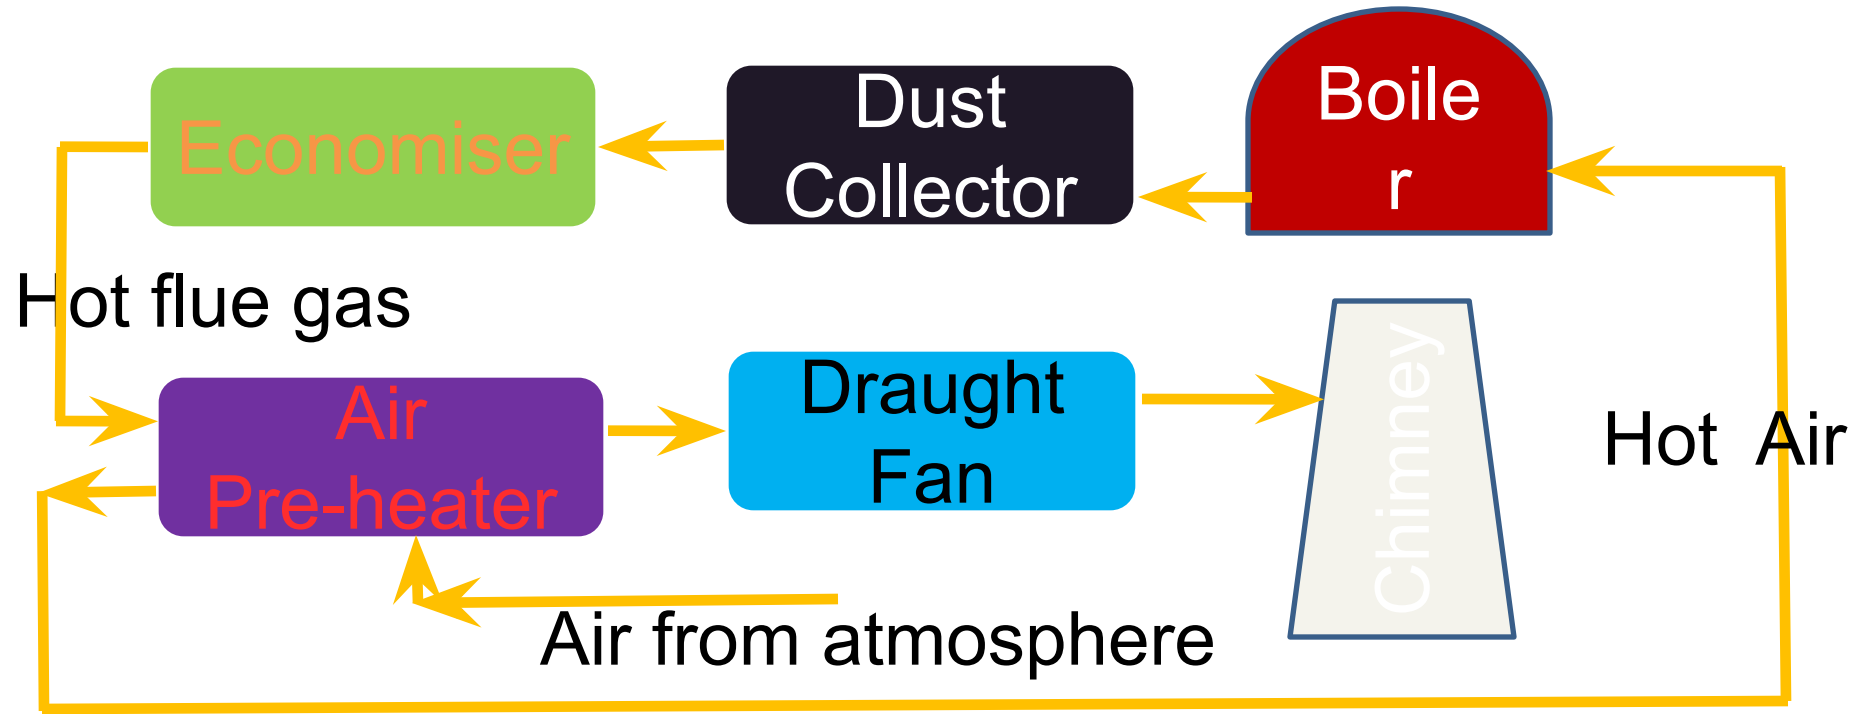 Economiser
Dust
Collector
Boile
r
Hot flue gas
Air
Pre-heater
Draught
Fan
Chimney
Hot  Air
Air from atmosphere